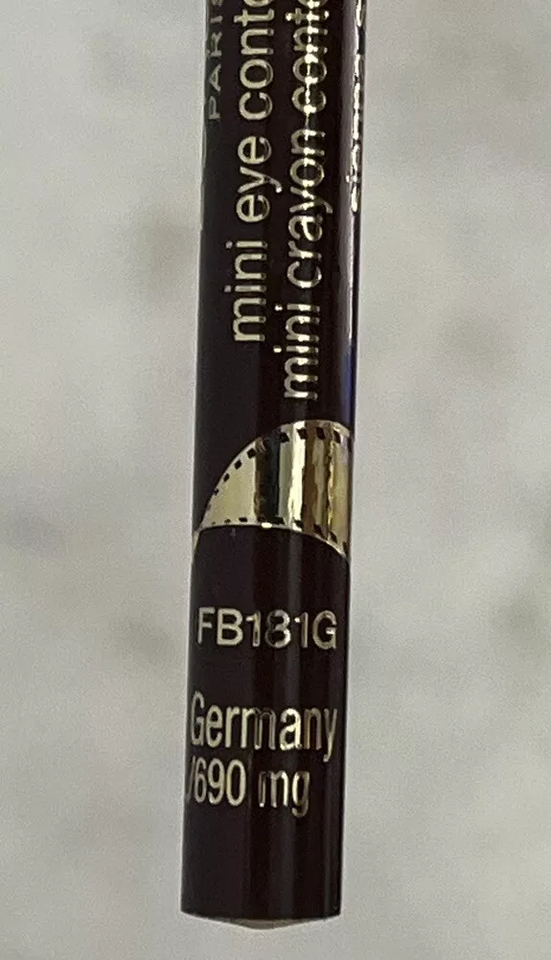 PARIS
mini eye conto
mini crayon conto
FB181G
Germany
/690 mg